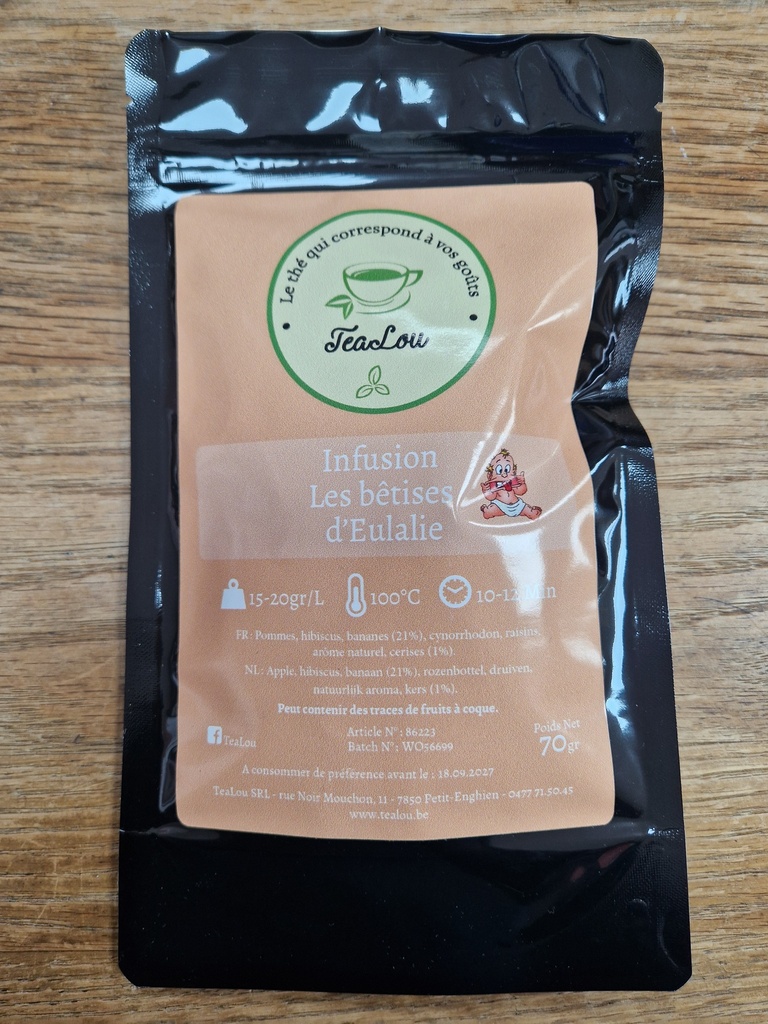 Le thé qui correspond à vos goûts
TeaLou
Infusion
Les bêtises
d'Eulalie
15-20gr/L 100°C 10-12 Min
FR: Pommes, hibiscus, bananes (21%), cynorrhodon, raisins,
arôme naturel, cerises (1%).
NL: Apple, hibiscus, banaan (21%), rozenbottel, druiven,
natuurlijk aroma, kers (1%).
Peut contenir des traces de fruits à coque.
TeaLou
Article N° : 86223
Batch N°: WO56699
Poids Net
70gr
A consommer de préférence avant le : 18.09.2027
TeaLou SRL - rue Noir Mouchon, 11 - 7850 Petit-Enghien - 0477 71.50.45
www.tealou.be